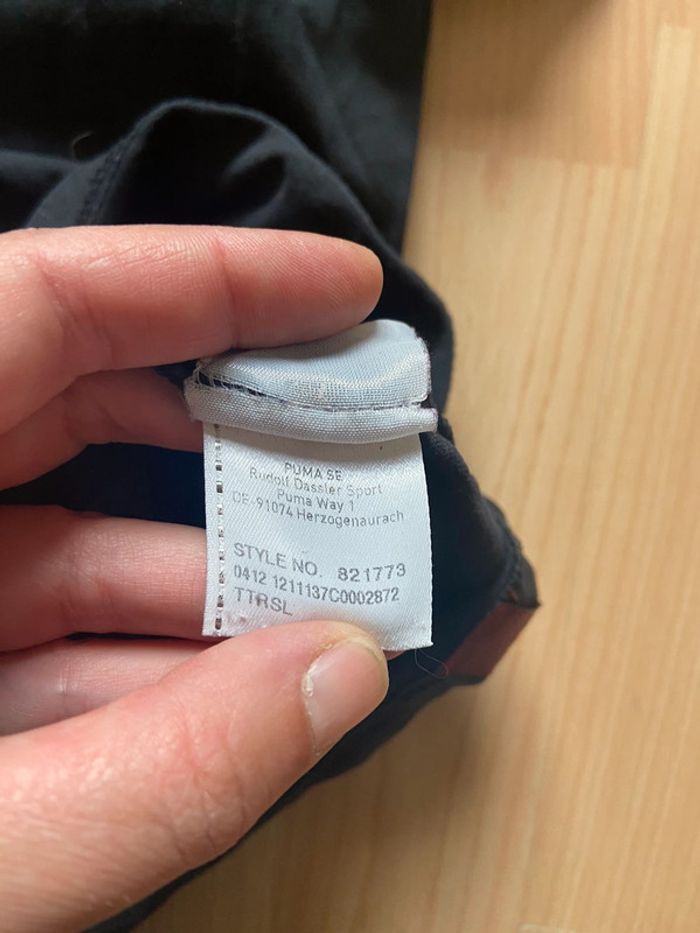 PUMA SE
Rudolf Dassler Sport
Puma Way 1
DE-91074 Herzogenaurach
STYLE NO. 821773
0412 1211137C0002872
TTRSL